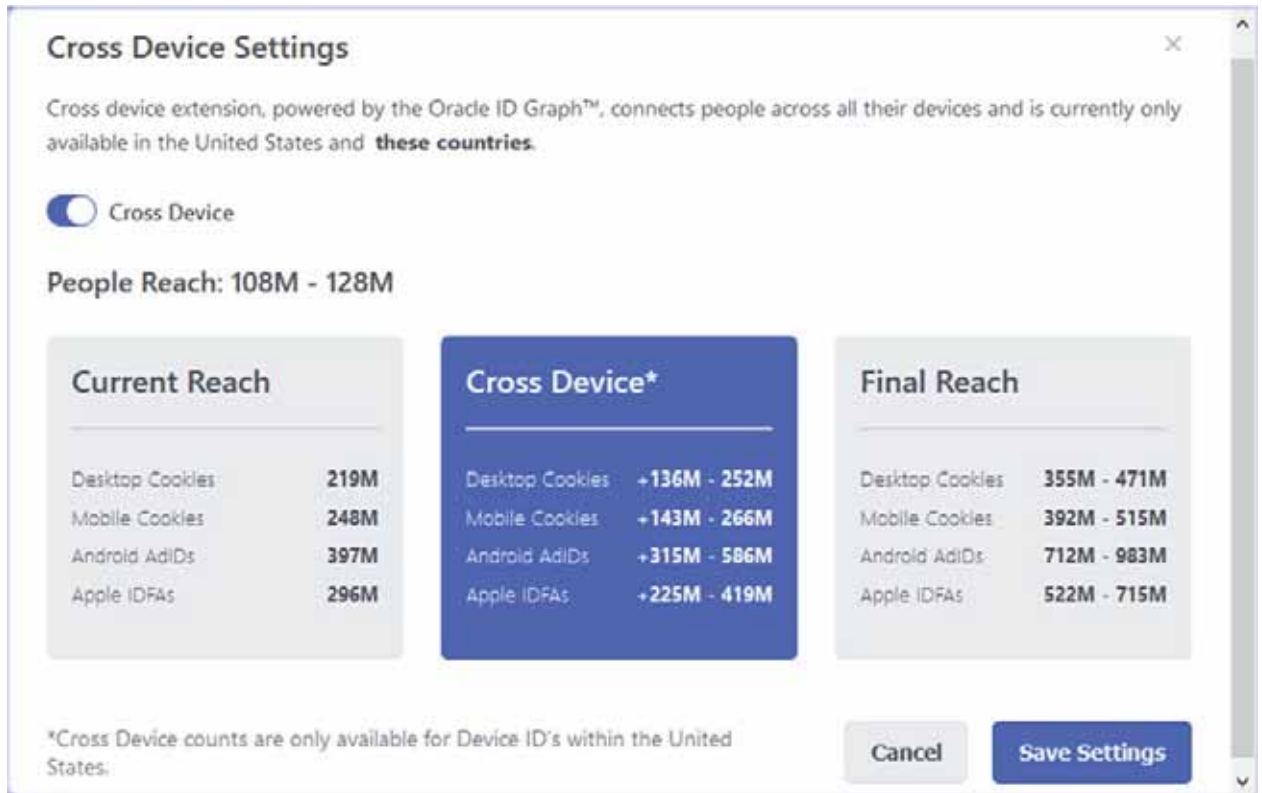 Cross Device Settings
Cross device extension, powered by the Oracle ID Graph™, connects people across all their devices and is currently only
available in the United States and these countries.
Cross Device
People Reach: 108M - 128M
Current Reach
Desktop Cookies 219M
Mobile Cookies 248M
Android AdIDs 397M
Apple IDFAs 296M
Cross Device*
Desktop Cookies +136M - 252M
Mobile Cookies +143M - 266M
Android AdIDs +315M - 586M
Apple IDFAs +225M - 419M
Final Reach
Desktop Cookies 355M - 471M
Mobile Cookies 392M - 515M
Android AdIDs 712M - 983M
Apple IDFAs 522M - 715M
*Cross Device counts are only available for Device ID's within the United
States.
Cancel
Save Settings